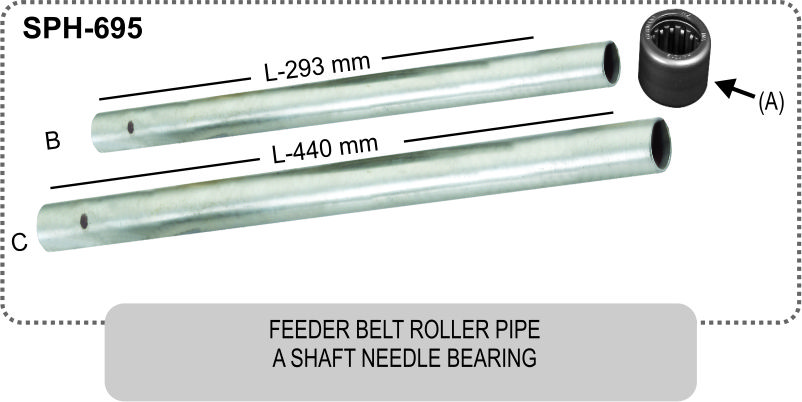 SPH-695
L-293 mm
(A)
B
L-440 mm
C
FEEDER BELT ROLLER PIPE
A SHAFT NEEDLE BEARING